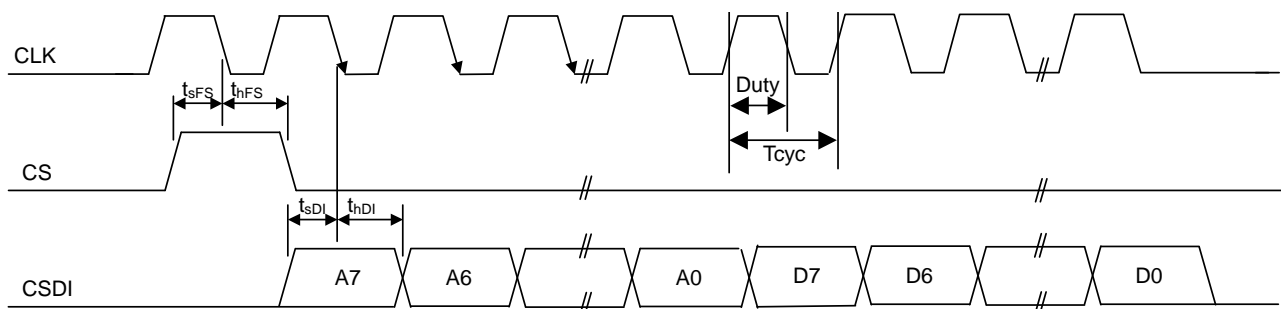 CLK
tsFS
thFS
Duty
Tcyc
CS
tsDI
thDI
CSDI
A7
A6
A0
D7
D6
D0